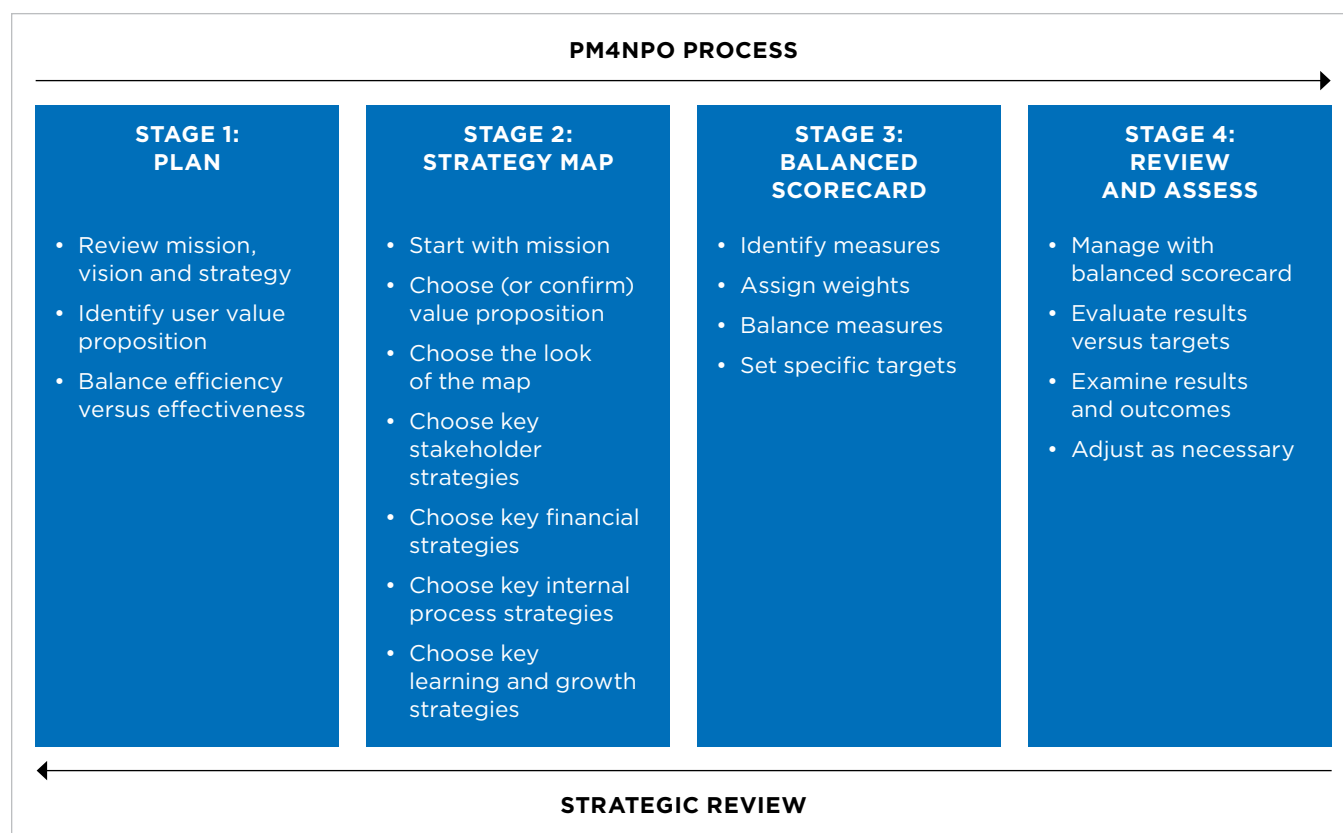 PM4NPO PROCESS
STAGE 1:
PLAN
• Review mission,
vision and strategy
• Identify user value
proposition
• Balance efficiency
versus effectiveness
STAGE 2:
STRATEGY MAP
• Start with mission
• Choose (or confirm)
value proposition
• Choose the look
of the map
• Choose key
stakeholder
strategies
• Choose key financial
strategies
• Choose key internal
process strategies
• Choose key
learning and growth
strategies
STAGE 3:
BALANCED
SCORECARD
• Identify measures
• Assign weights
• Balance measures
• Set specific targets
STAGE 4:
REVIEW
AND ASSESS
• Manage with
balanced scorecard
• Evaluate results
versus targets
• Examine results
and outcomes
• Adjust as necessary
STRATEGIC REVIEW